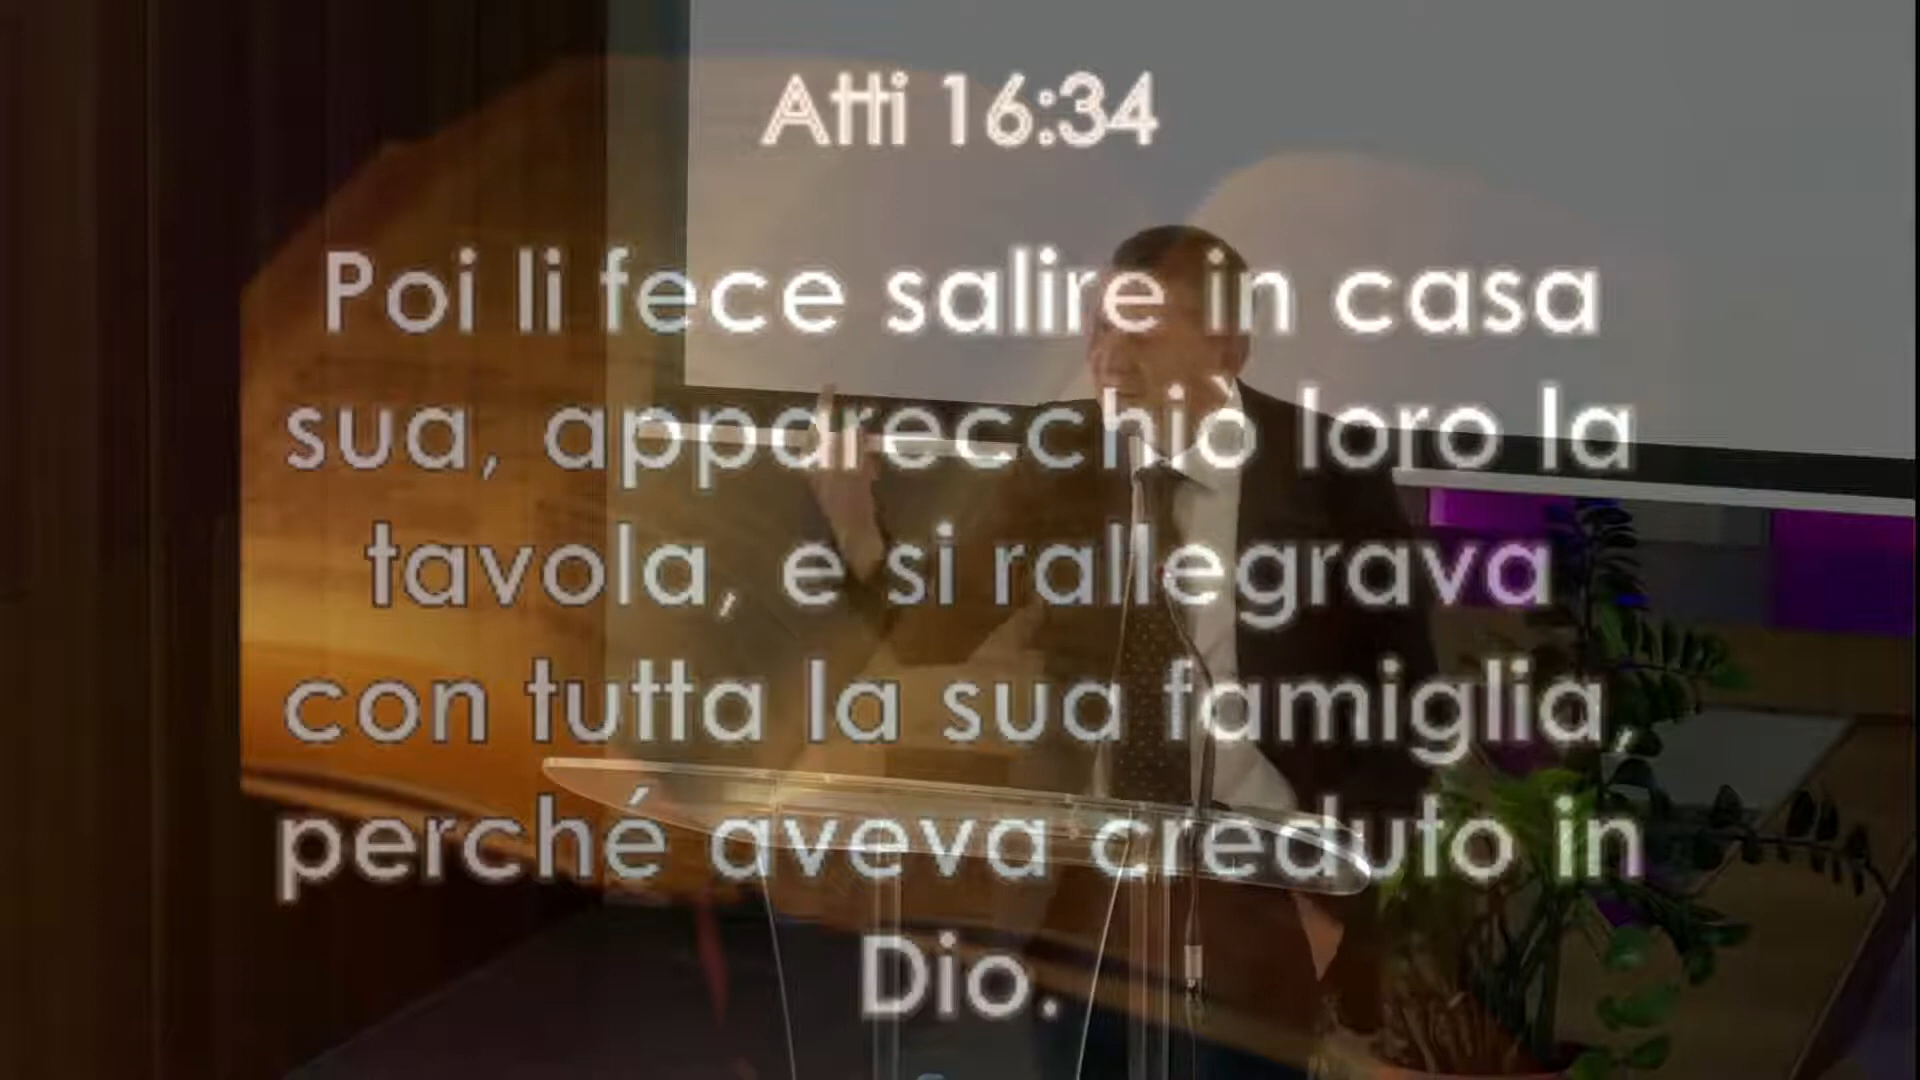 Atti 16:34
Poi li fece salire in casa
sua, apparecchiò loro la
tavola, e si rallegrava
con tutta la sua famiglia,
perché aveva creduto in
Dio.